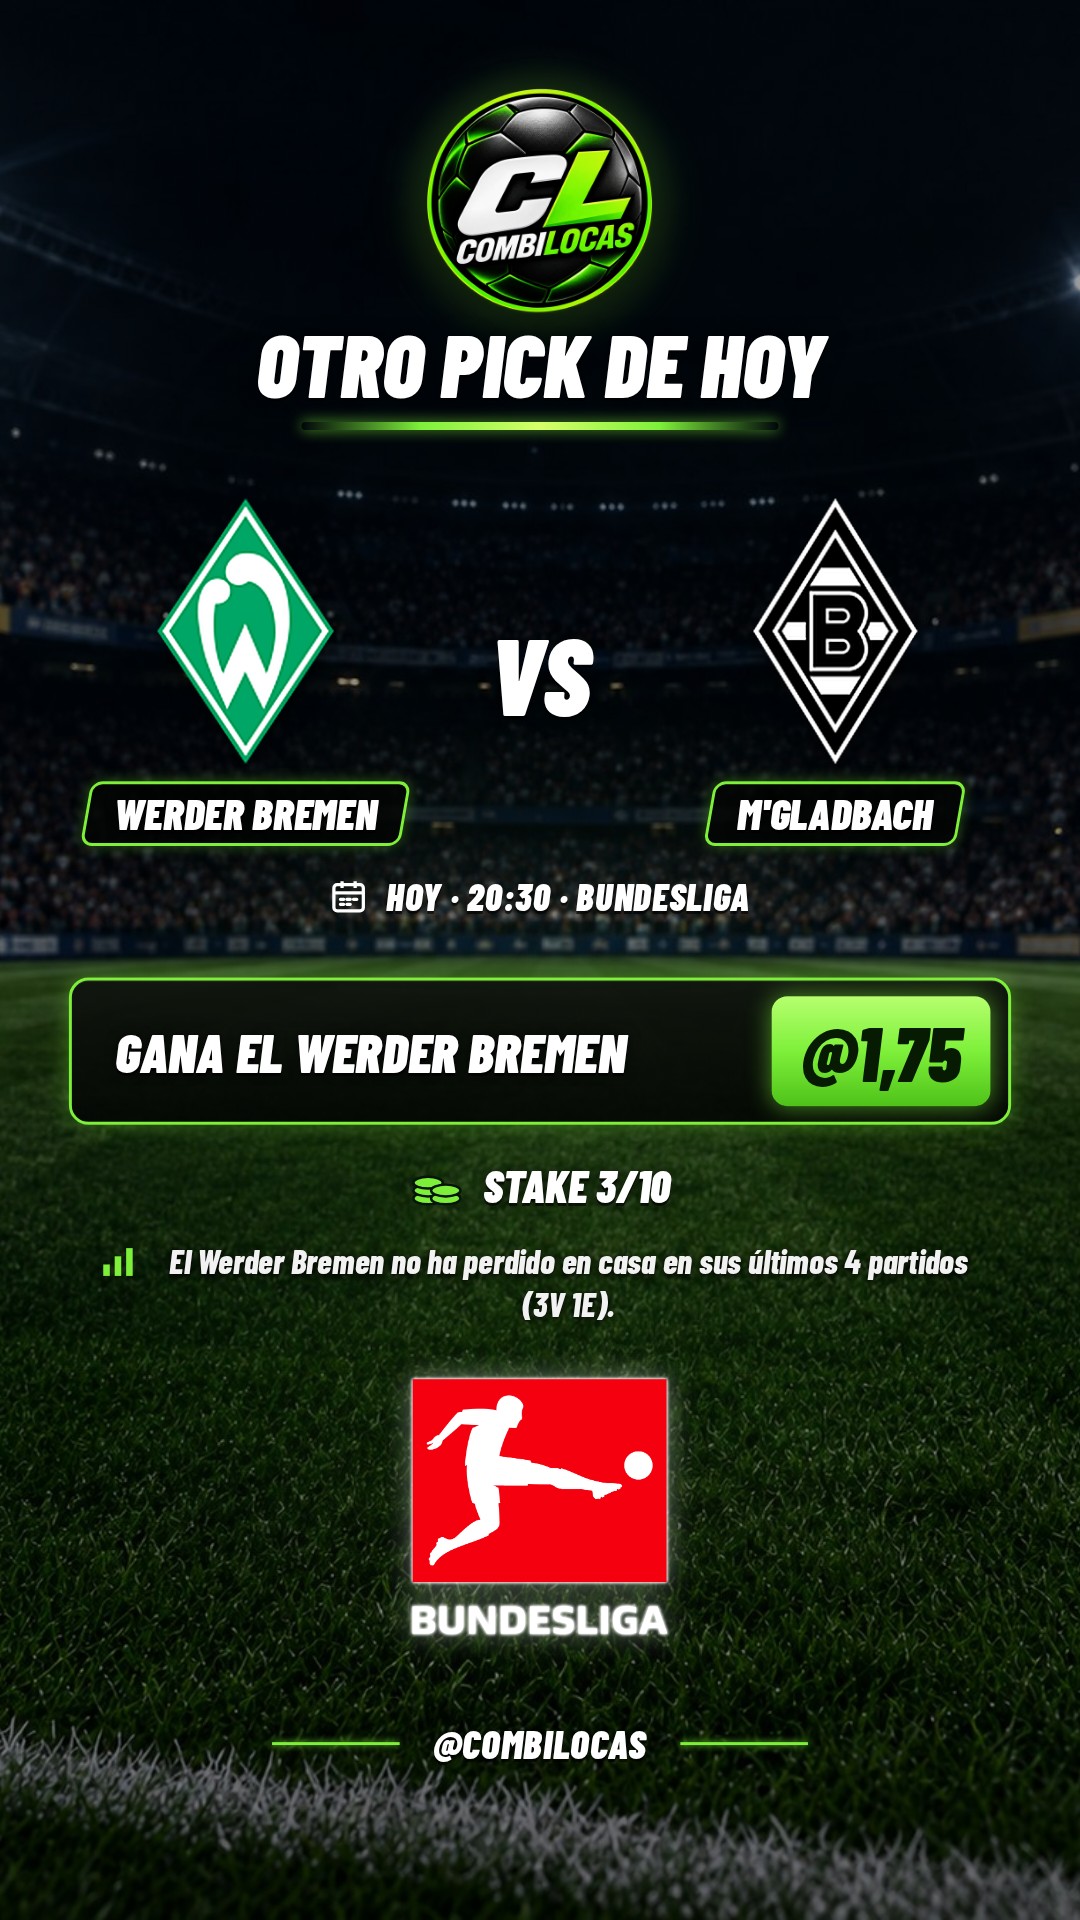 CL
COMBILOCAS
OTRO PICK DE HOY
VS
WERDER BREMEN
M'GLADBACH
HOY · 20:30 · BUNDESLIGA
GANA EL WERDER BREMEN
@1,75
STAKE 3/10
El Werder Bremen no ha perdido en casa en sus últimos 4 partidos
(3V 1E).
BUNDESLIGA
@COMBILOCAS